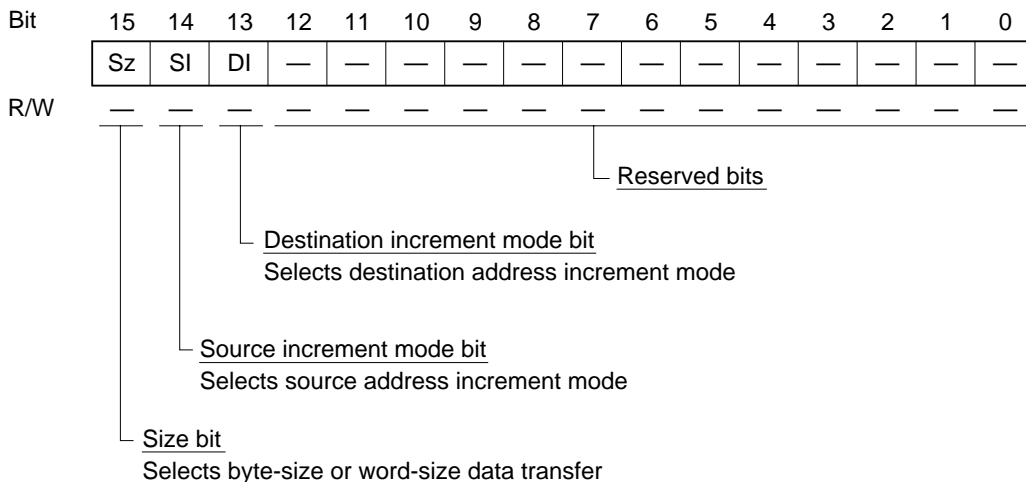 Bit 15 14 13 12 11 10 9 8 7 6 5 4 3 2 1 0
Sz SI DI — — — — — — — — — — — — —
R/W — — — — — — — — — — — — — — — —
Reserved bits
Destination increment mode bit
Selects destination address increment mode
Source increment mode bit
Selects source address increment mode
Size bit
Selects byte-size or word-size data transfer